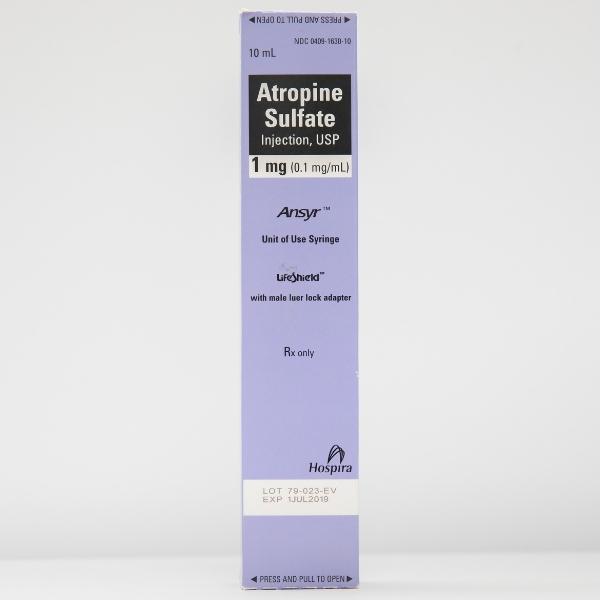 ◀ PRESS AND PULL TO OPEN ▶
NDC 0409-1630-10
10 mL
Atropine
Sulfate
Injection, USP
1 mg (0.1 mg/mL)
Ansyr™
Unit of Use Syringe
LifeShield™
with male luer lock adapter
Rx only
Hospira
LOT 79-023-EV
EXP 1JUL2019
◀ PRESS AND PULL TO OPEN ▶